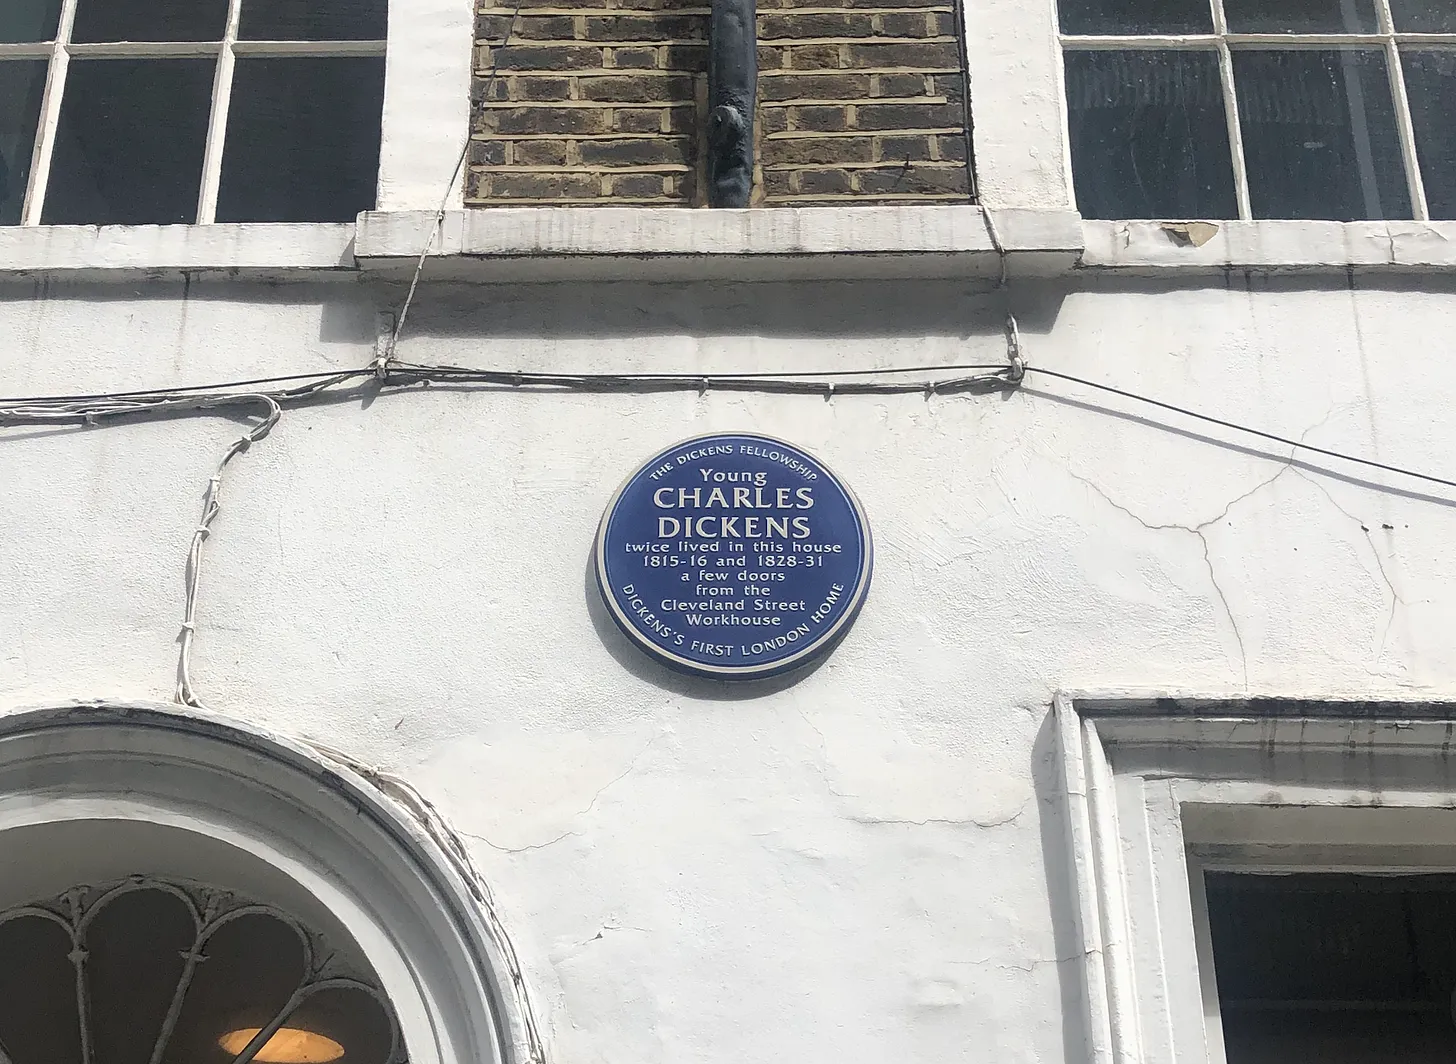 THE DICKENS FELLOWSHIP
Young
CHARLES
DICKENS
twice lived in this house
1815-16 and 1828-31
a few doors
from the
Cleveland Street
Workhouse
DICKENS'S FIRST LONDON HOME